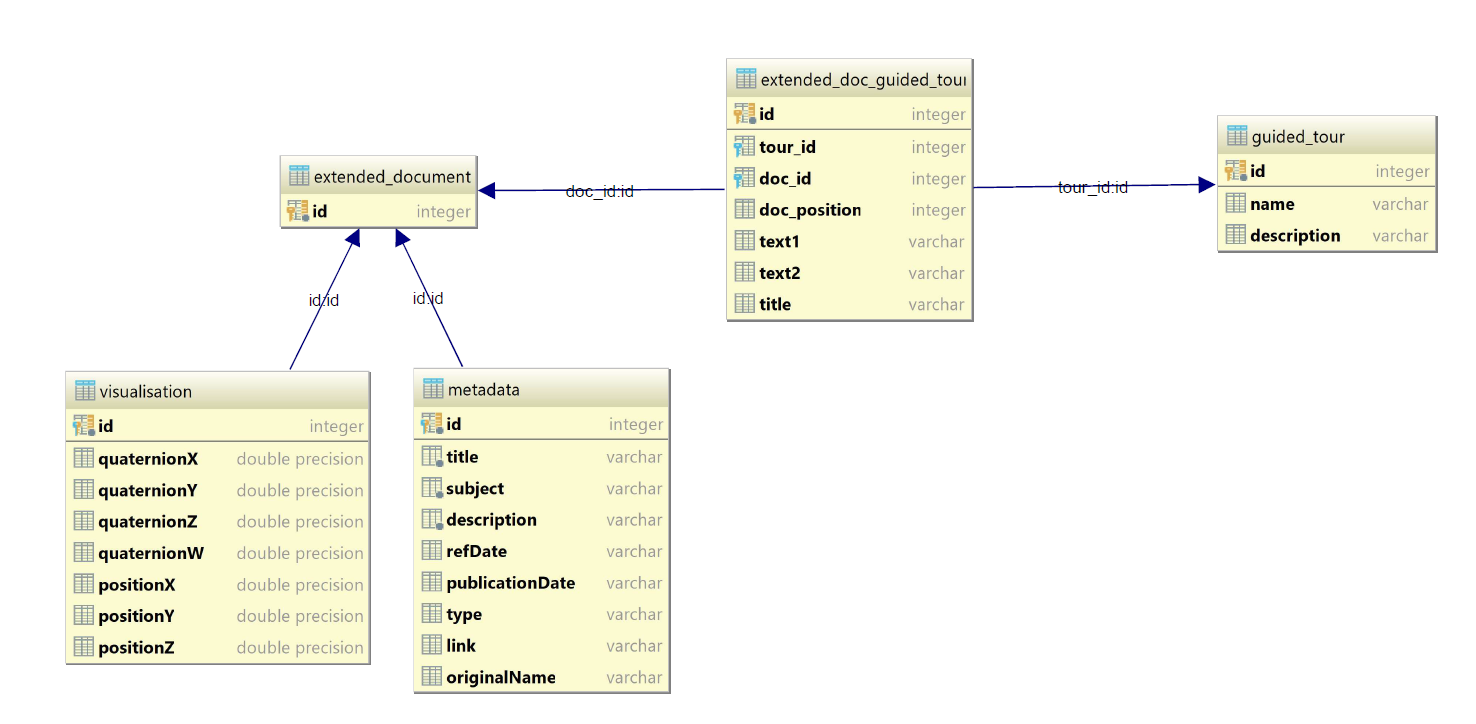 extended_doc_guided_tour
id integer
tour_id integer
doc_id integer
doc_position integer
text1 varchar
text2 varchar
title varchar
guided_tour
id integer
name varchar
description varchar
extended_document
id integer
doc_id:id
tour_id:id
id:id
id:id
visualisation
id integer
quaternionX double precision
quaternionY double precision
quaternionZ double precision
quaternionW double precision
positionX double precision
positionY double precision
positionZ double precision
metadata
id integer
title varchar
subject varchar
description varchar
refDate varchar
publicationDate varchar
type varchar
link varchar
originalName varchar